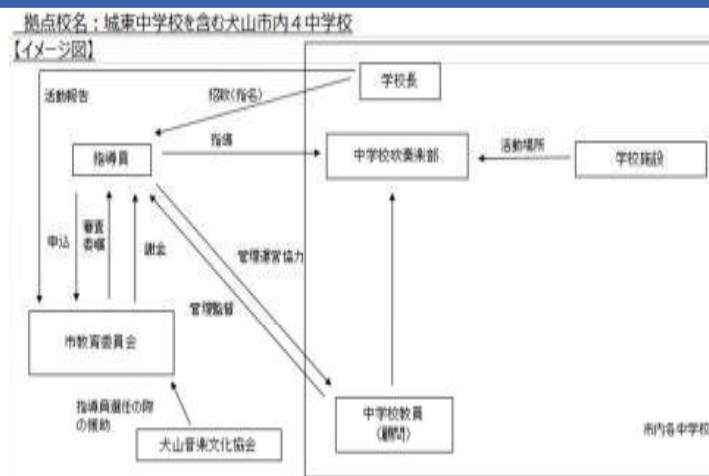 拠点校名：城東中学校を含む犬山市内４中学校
【イメージ図】
学校長
活動報告
招歓(指名)
指導
指導員
中学校吹奏楽部
活動場所
学校施設
申込
審査
委嘱
謝金
管理運営協力
管理監督
市教育委員会
指導員選任の際
の援助
犬山音楽文化協会
中学校教員
(顧問)
市内各中学校